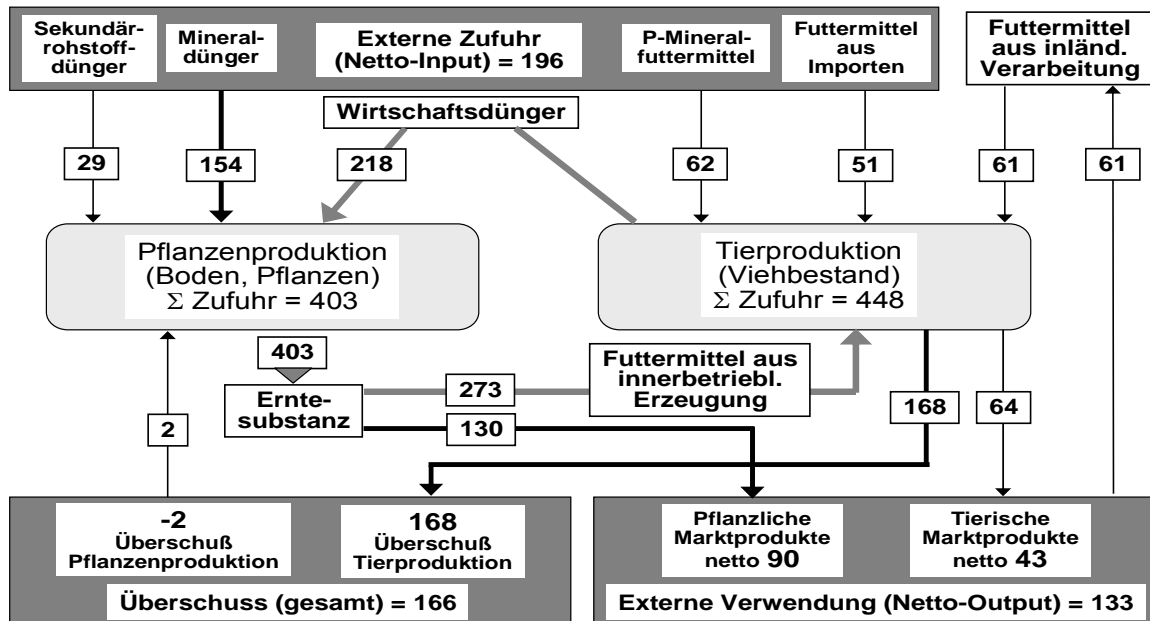 Sekundär-
rohstoff-
dünger
Mineral-
dünger
Externe Zufuhr
(Netto-Input) = 196
P-Mineral-
futtermittel
Futtermittel
aus
Importen
Futtermittel
aus inländ.
Verarbeitung
Wirtschaftsdünger
29
154
218
62
51
61
61
Pflanzenproduktion
(Boden, Pflanzen)
Σ Zufuhr = 403
Tierproduktion
(Viehbestand)
Σ Zufuhr = 448
403
Ernte-
substanz
273
Futtermittel aus
innerbetriebl.
Erzeugung
130
168
64
2
-2
Überschuß
Pflanzenproduktion
168
Überschuß
Tierproduktion
Überschuss (gesamt) = 166
Pflanzliche
Marktprodukte
netto 90
Tierische
Marktprodukte
netto 43
Externe Verwendung (Netto-Output) = 133